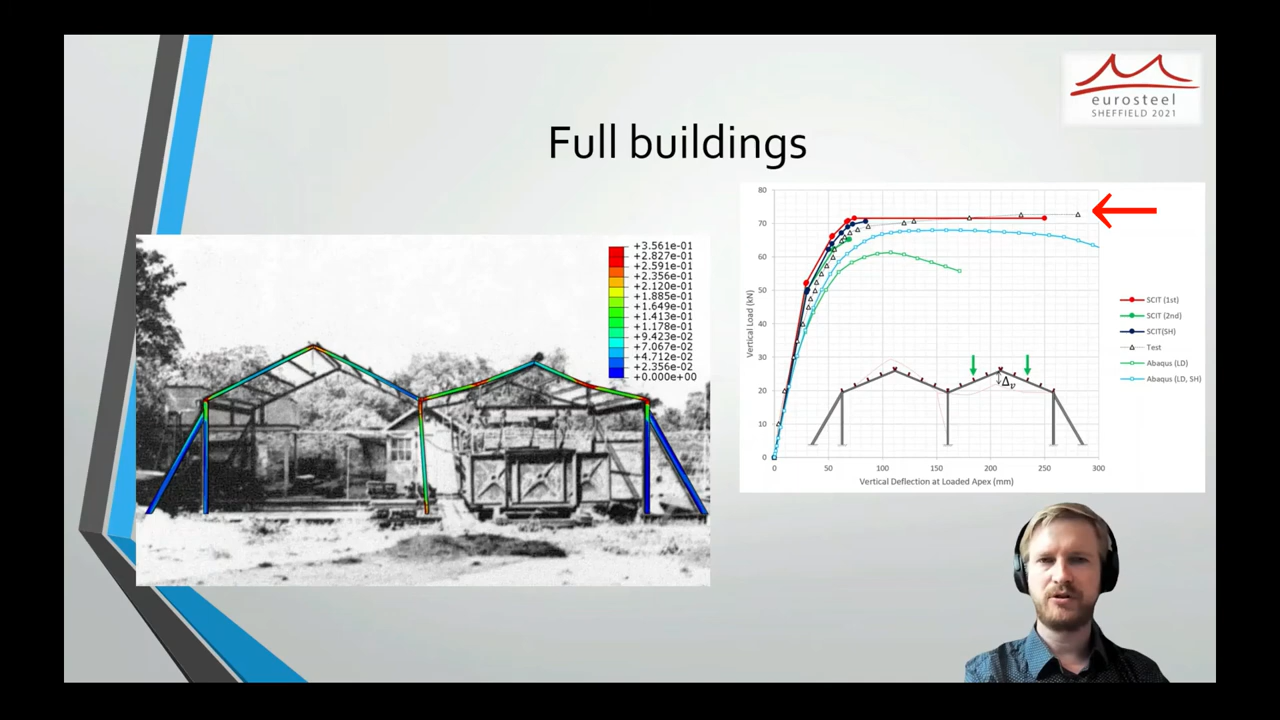 eurosteel
SHEFFIELD 2021
Full buildings
+3.561e-01
+2.827e-01
+2.591e-01
+2.356e-01
+2.120e-01
+1.885e-01
+1.649e-01
+1.413e-01
+1.178e-01
+9.423e-02
+7.067e-02
+4.712e-02
+2.356e-02
+0.000e+00
80
70
60
50
40
30
20
10
0
Vertical Load (kN)
0 50 100 150 200 250 300
Vertical Deflection at Loaded Apex (mm)
Δv
SCIT (1st)
SCIT (2nd)
SCIT(SH)
Test
Abaqus (LD)
Abaqus (LD, SH)